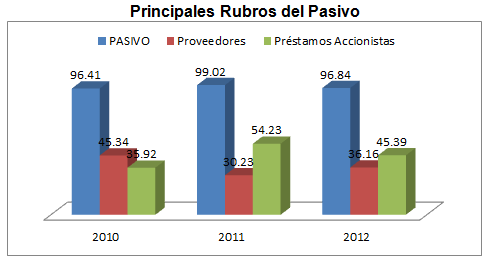 Principales Rubros del Pasivo
PASIVO Proveedores Préstamos Accionistas
96.41 99.02 96.84
45.34 35.92 30.23 54.23 36.16 45.39
2010 2011 2012